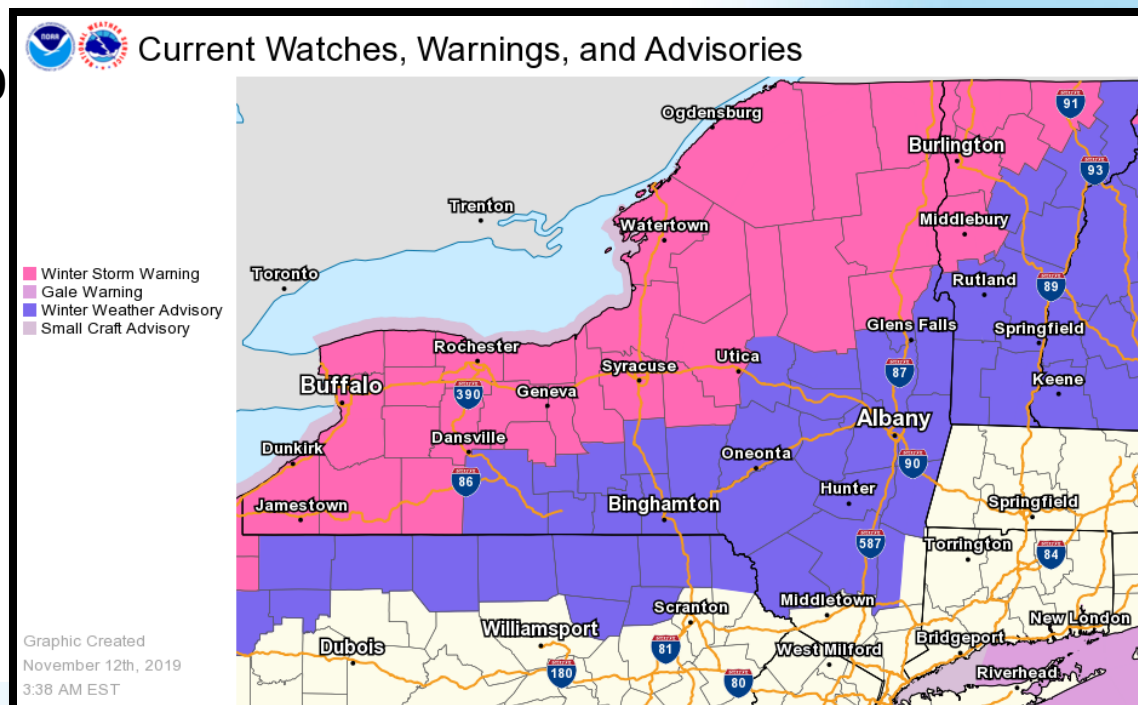 Current Watches, Warnings, and Advisories
NOAA
Ogdensburg
91
Burlington
93
Trenton
Watertown
Middlebury
Toronto
Winter Storm Warning
Gale Warning
Winter Weather Advisory
Small Craft Advisory
Rutland
89
Glens Falls
Springfield
Rochester
Utica
Syracuse
Buffalo
390
Geneva
87
Keene
Albany
Dansville
Dunkirk
Oneonta
90
86
Hunter
Jamestown
Binghamton
Springfield
587
Torrington
84
Middletown
Scranton
New London
Williamsport
Bridgeport
Dubois
81
West Milford
Riverhead
180
80
Graphic Created
November 12th, 2019
3:38 AM EST